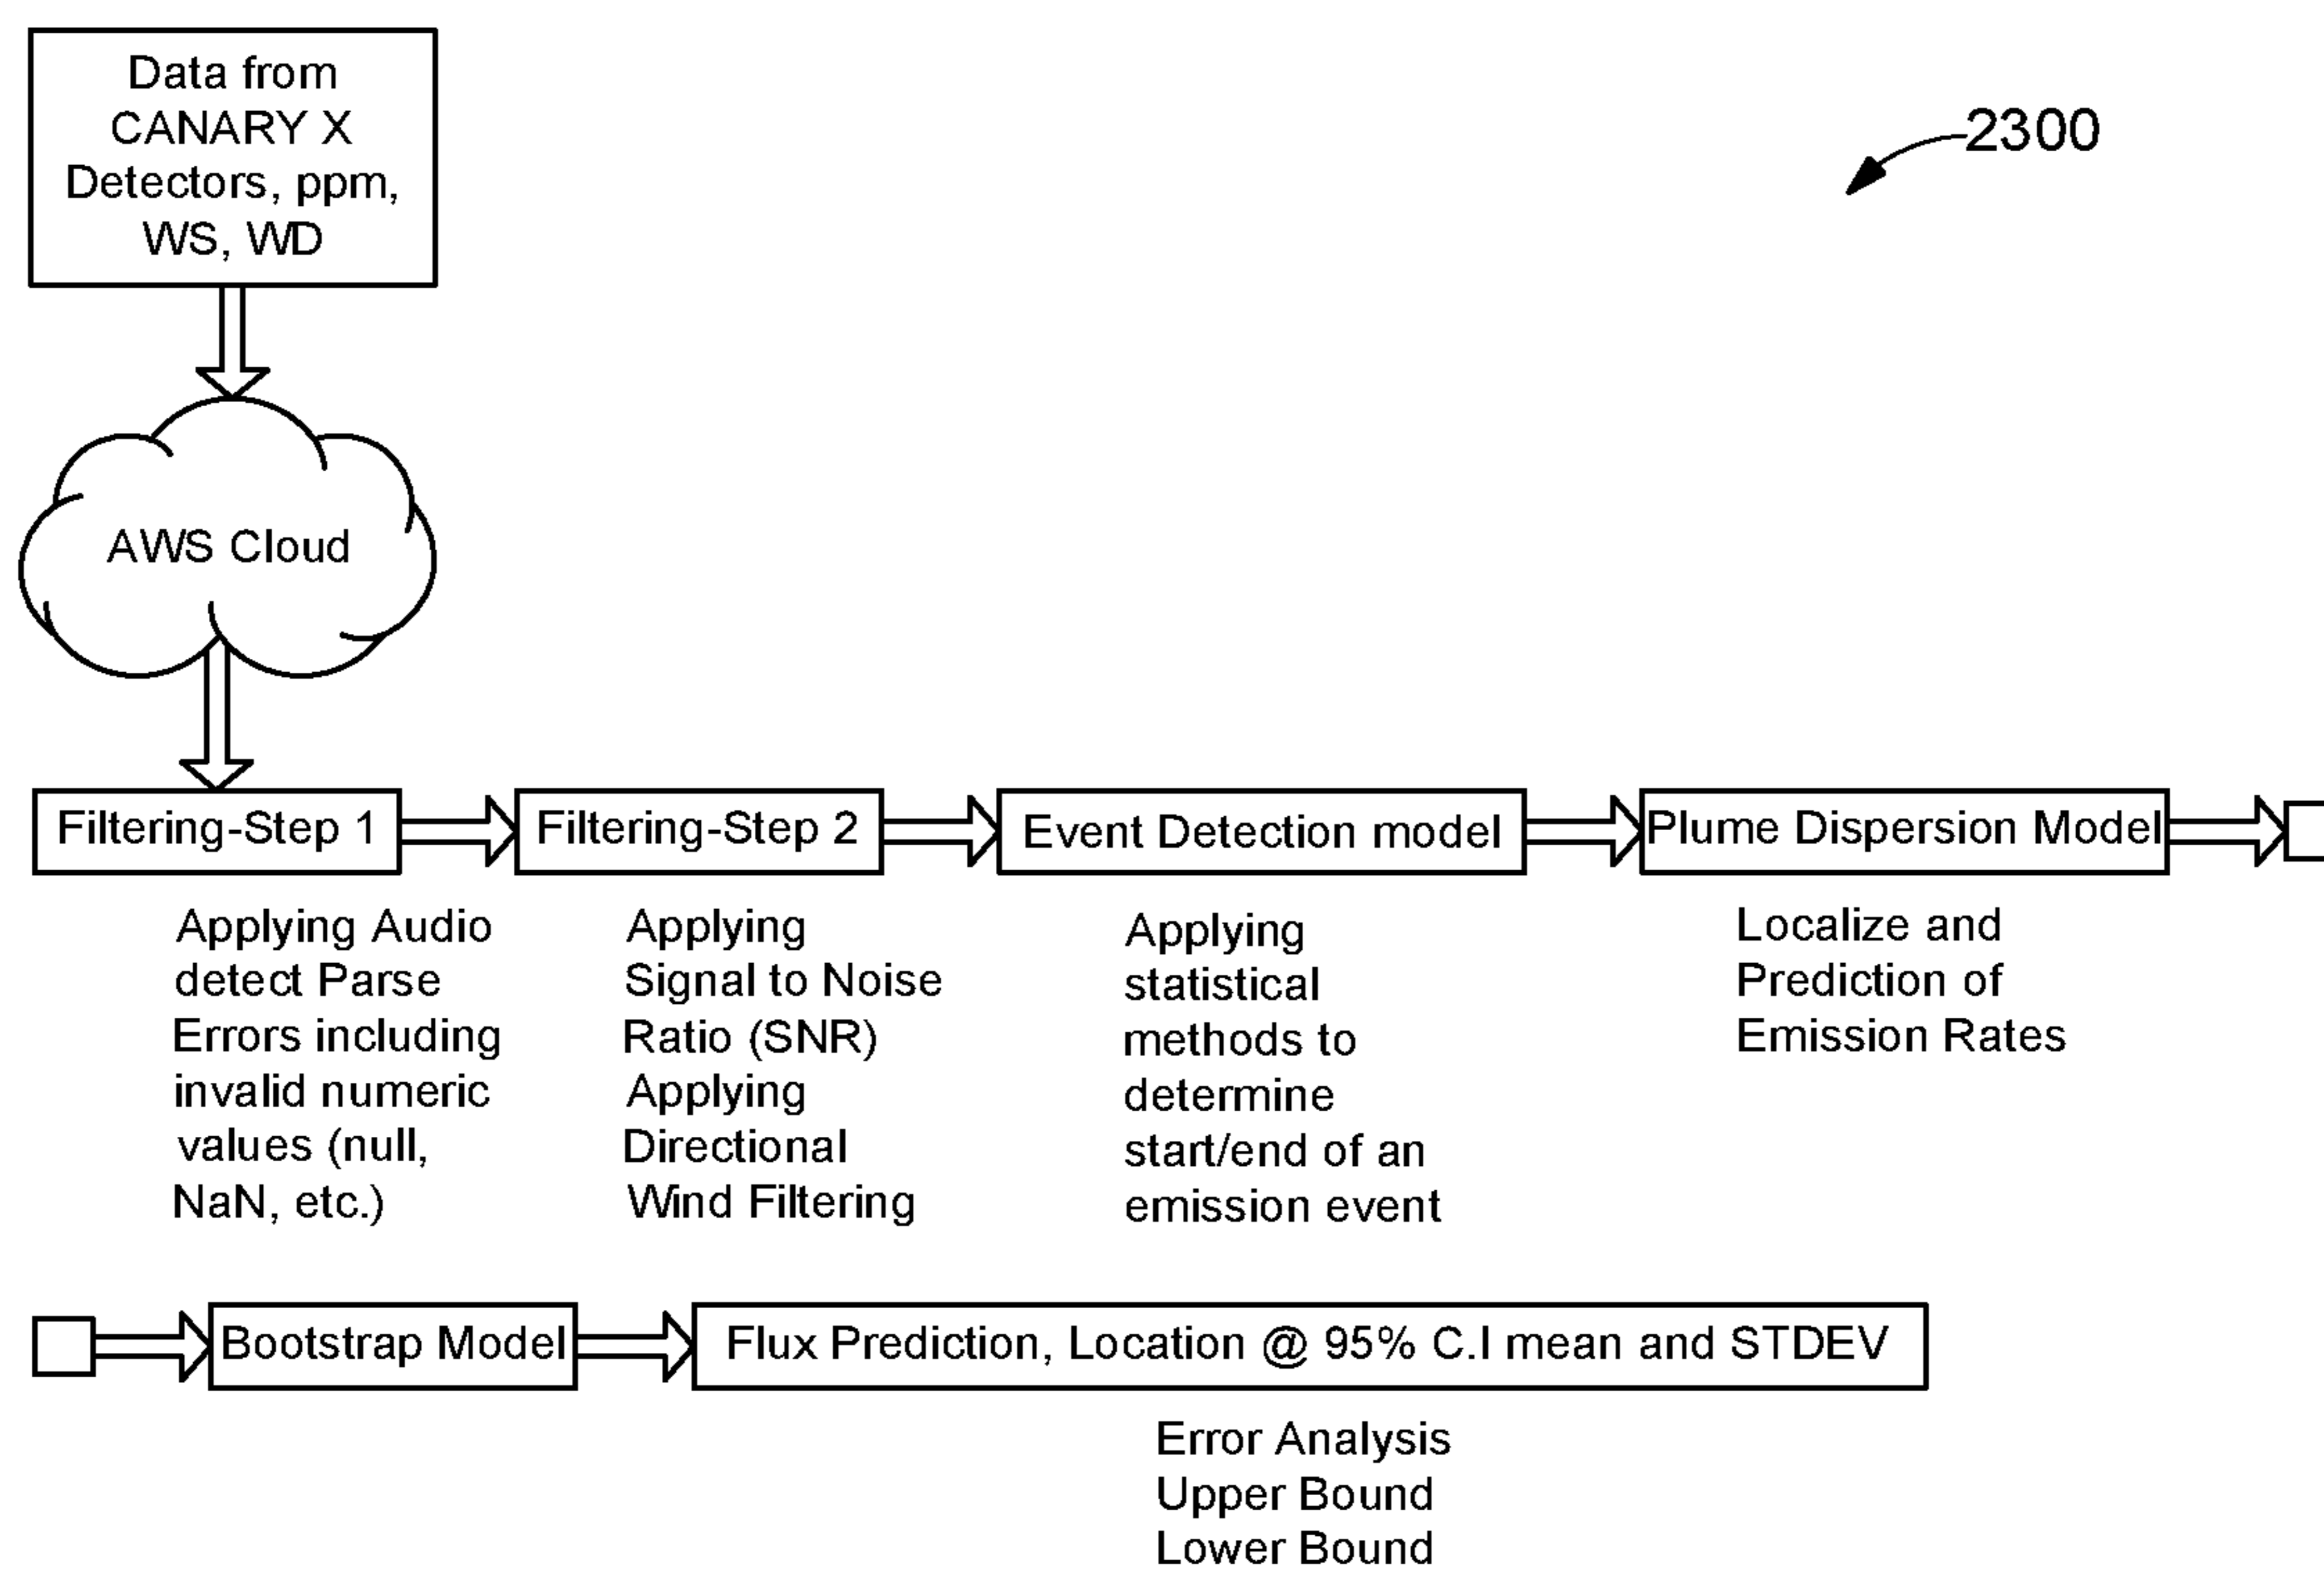 Data from
CANARY X
Detectors, ppm,
WS, WD
2300
AWS Cloud
Filtering-Step 1
Applying Audio
detect Parse
Errors including
invalid numeric
values (null,
NaN, etc.)
Filtering-Step 2
Applying
Signal to Noise
Ratio (SNR)
Applying
Directional
Wind Filtering
Event Detection model
Applying
statistical
methods to
determine
start/end of an
emission event
Plume Dispersion Model
Localize and
Prediction of
Emission Rates
Bootstrap Model
Flux Prediction, Location @ 95% C.I mean and STDEV
Error Analysis
Upper Bound
Lower Bound